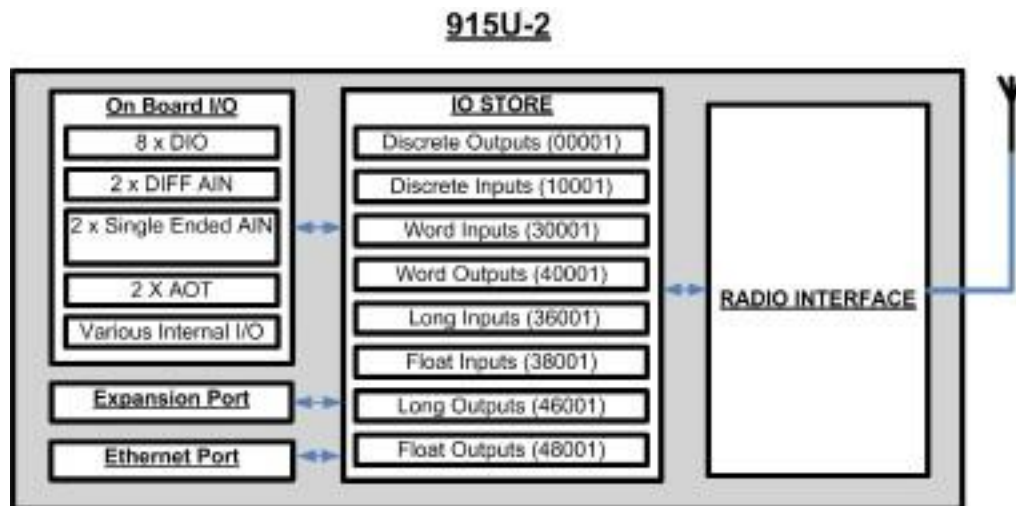 915U-2
On Board I/O
8 x DIO
2 x DIFF AIN
2 x Single Ended AIN
2 X AOT
Various Internal I/O
Expansion Port
Ethernet Port
IO STORE
Discrete Outputs (00001)
Discrete Inputs (10001)
Word Inputs (30001)
Word Outputs (40001)
Long Inputs (36001)
Float Inputs (38001)
Long Outputs (46001)
Float Outputs (48001)
RADIO INTERFACE